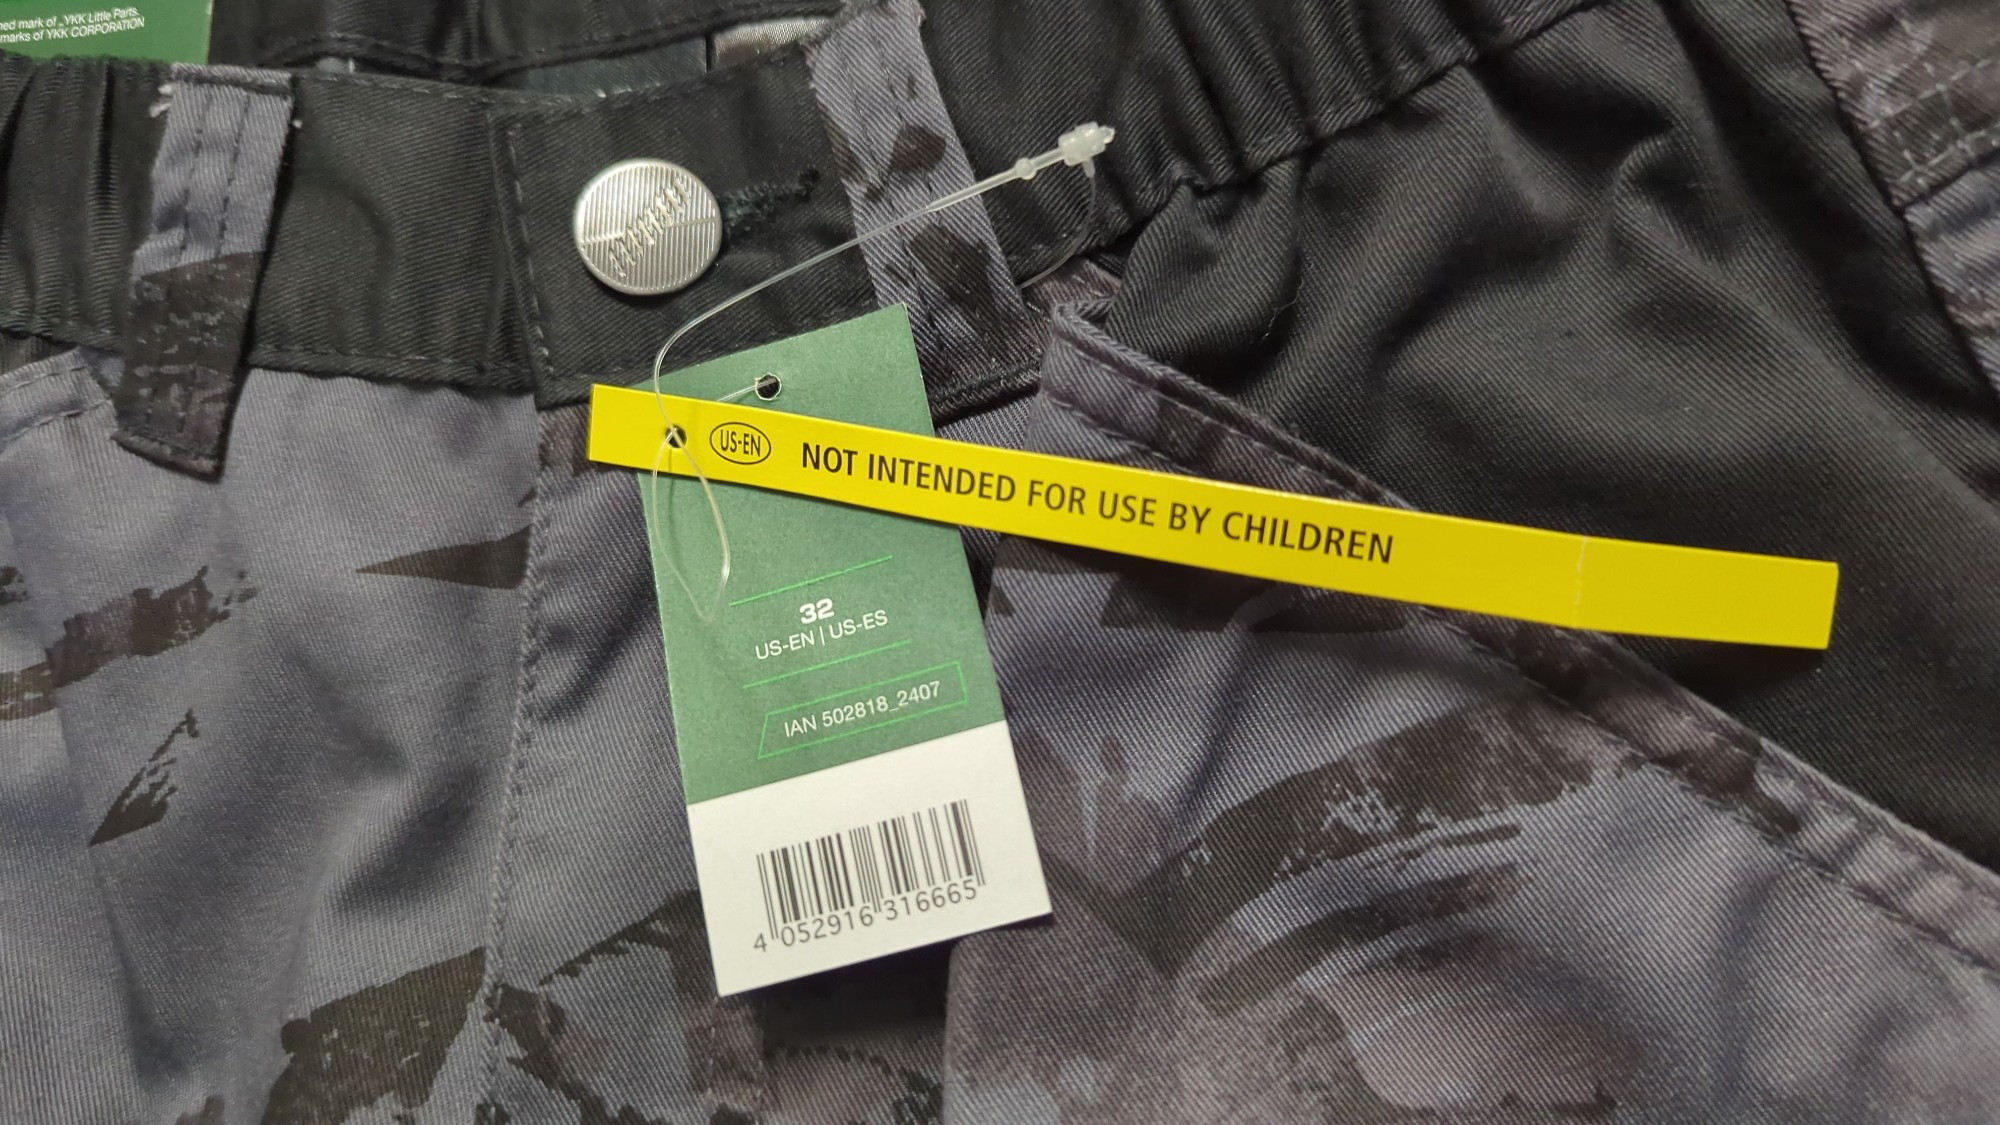 ned mark of „YKK Little Parts.
marks of YKK CORPORATION
US-EN NOT INTENDED FOR USE BY CHILDREN
32
US-EN | US-ES
IAN 502818_2407
4 052916 316665